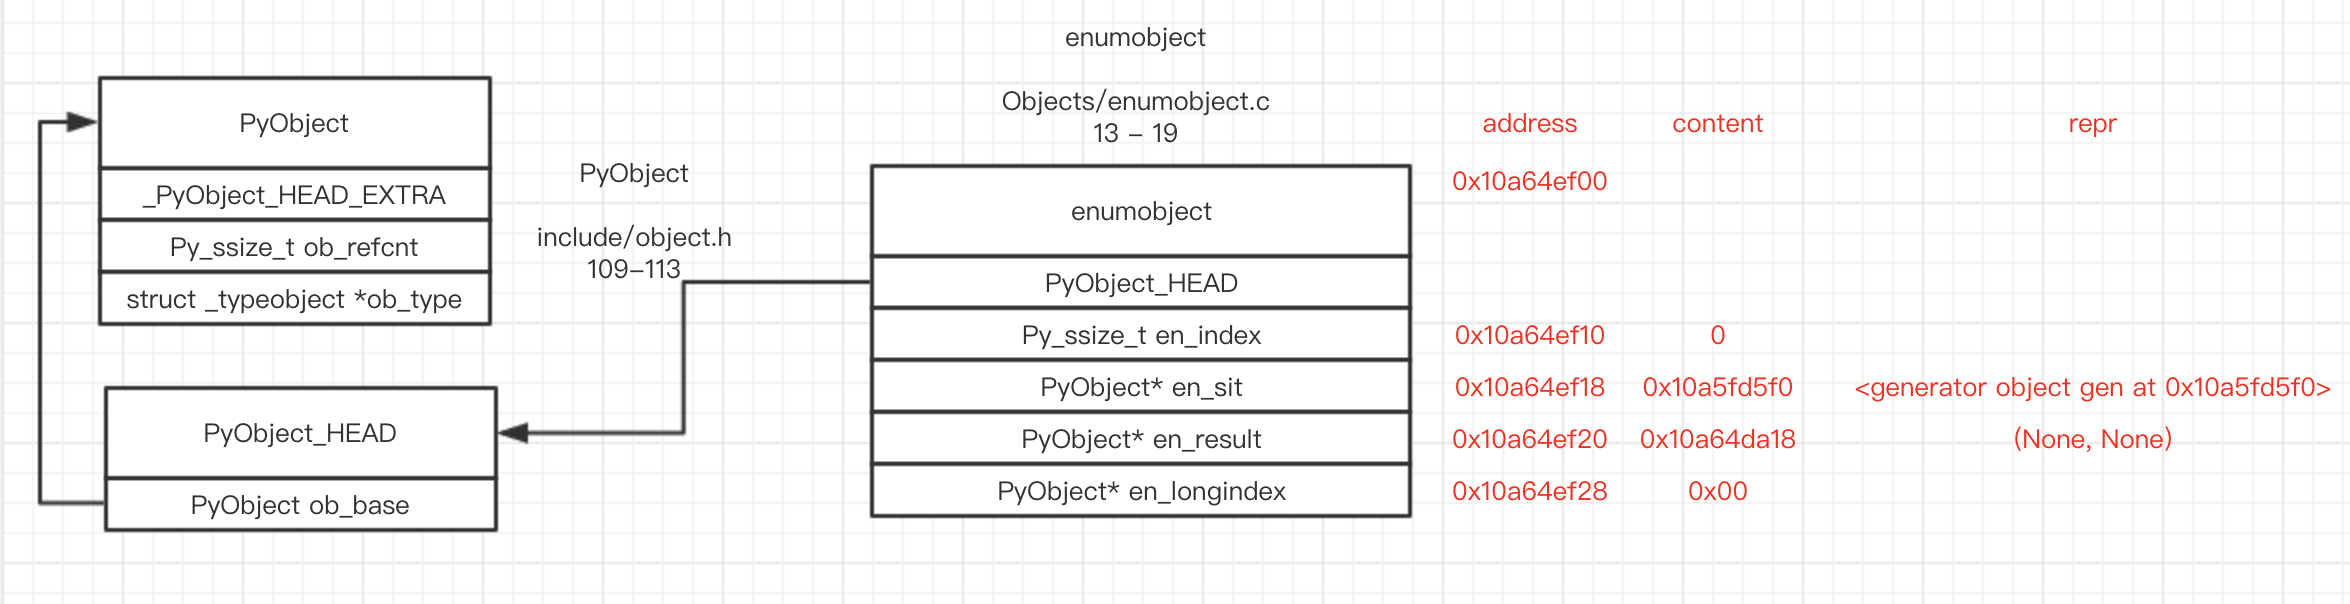 PyObject
_PyObject_HEAD_EXTRA
Py_ssize_t ob_refcnt
struct _typeobject *ob_type
PyObject_HEAD
PyObject ob_base
PyObject
include/object.h
109-113
enumobject
Objects/enumobject.c
13 - 19
enumobject
PyObject_HEAD
Py_ssize_t en_index
PyObject* en_sit
PyObject* en_result
PyObject* en_longindex
address content repr
0x10a64ef00
0x10a64ef10 0
0x10a64ef18 0x10a5fd5f0 <generator object gen at 0x10a5fd5f0>
0x10a64ef20 0x10a64da18 (None, None)
0x10a64ef28 0x00